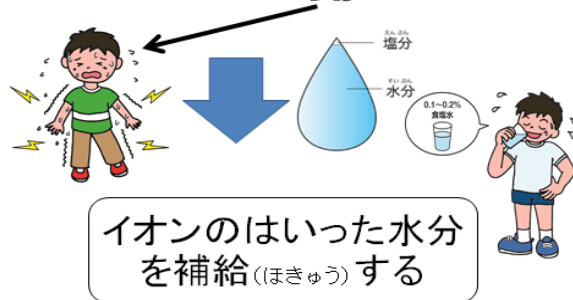 えんぶん
塩分
すいぶん
水分
0.1~0.2%
食塩水
イオンのはいった水分
を補給(ほきゅう)する